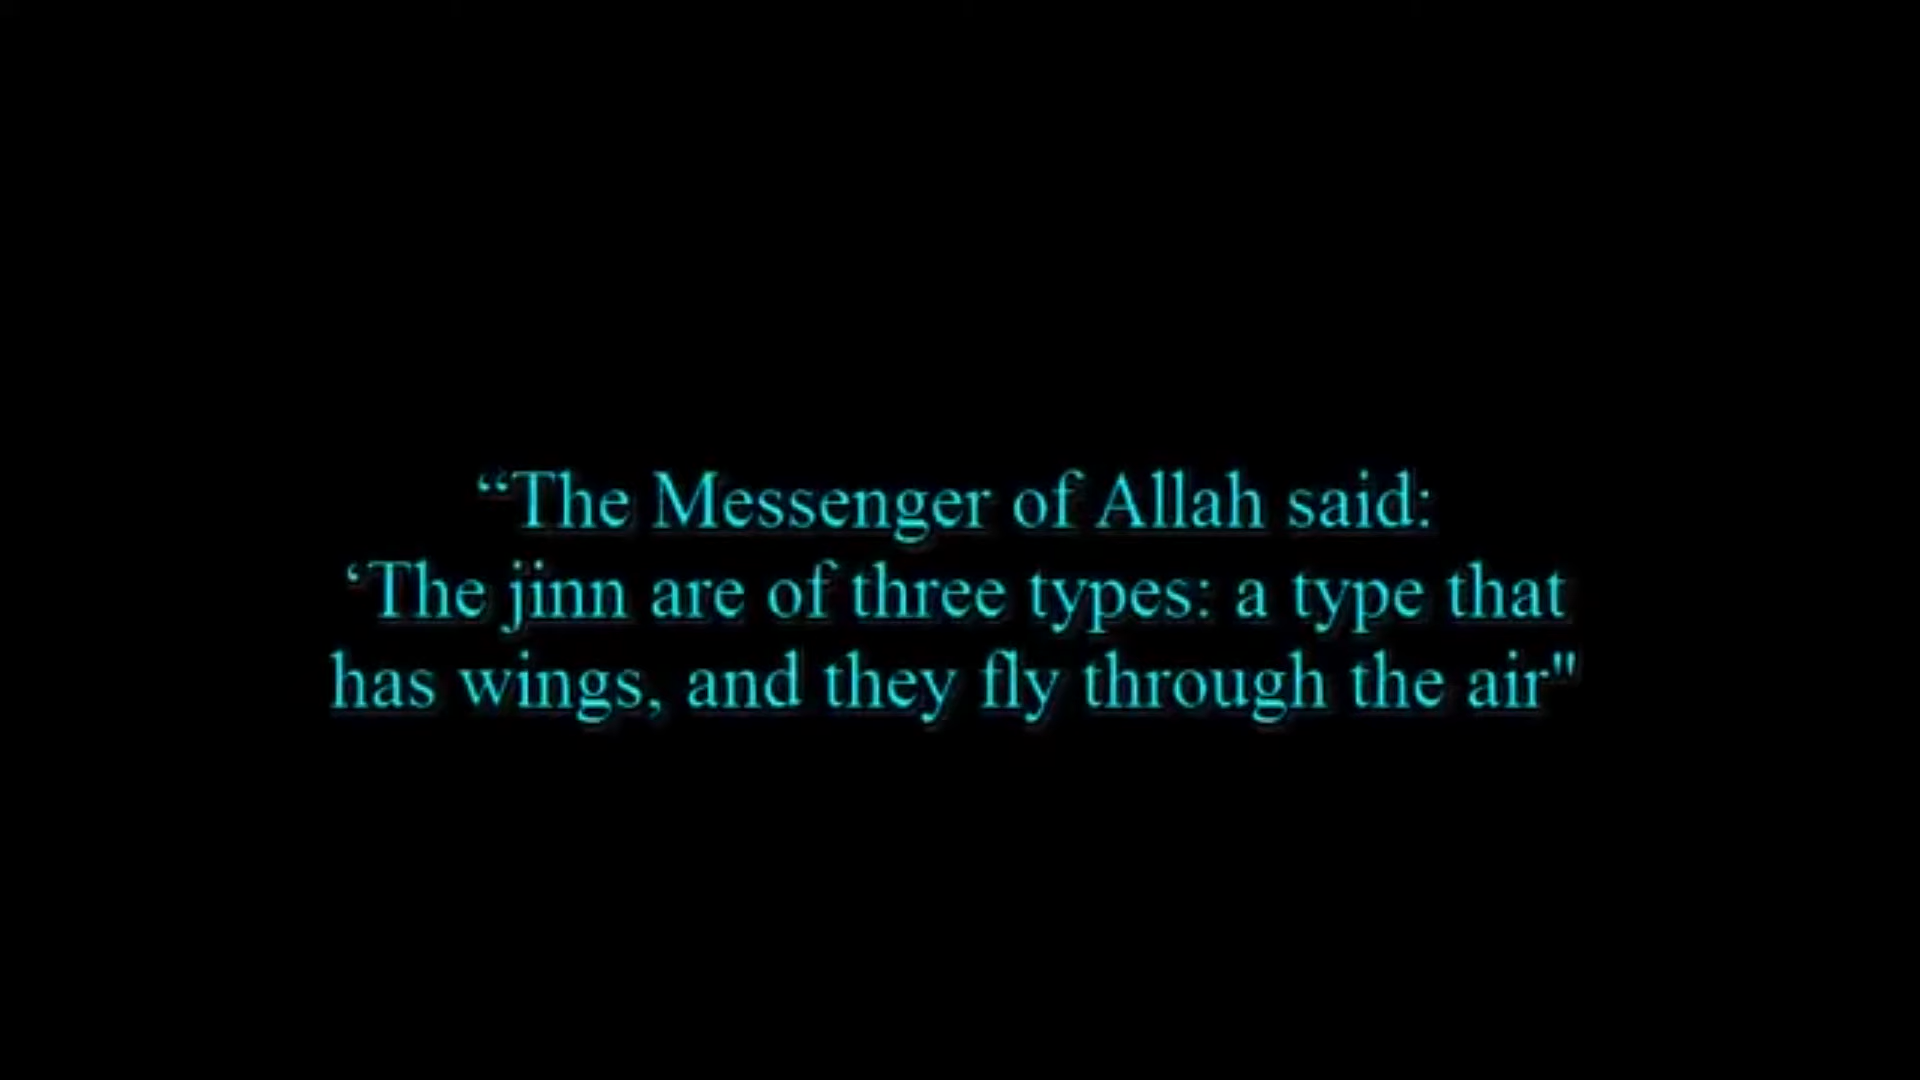 “The Messenger of Allah said:
‘The jinn are of three types: a type that
has wings, and they fly through the air"